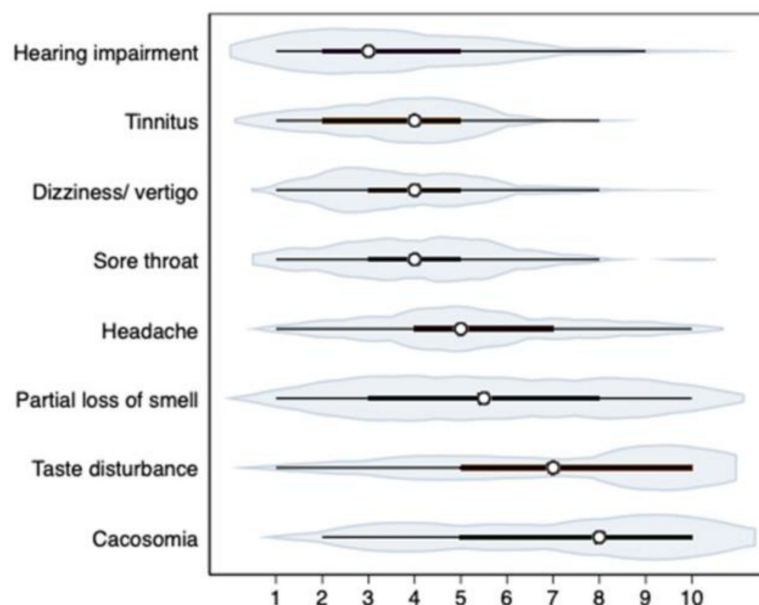 Hearing impairment
Tinnitus
Dizziness/ vertigo
Sore throat
Headache
Partial loss of smell
Taste disturbance
Cacosomia
1 2 3 4 5 6 7 8 9 10